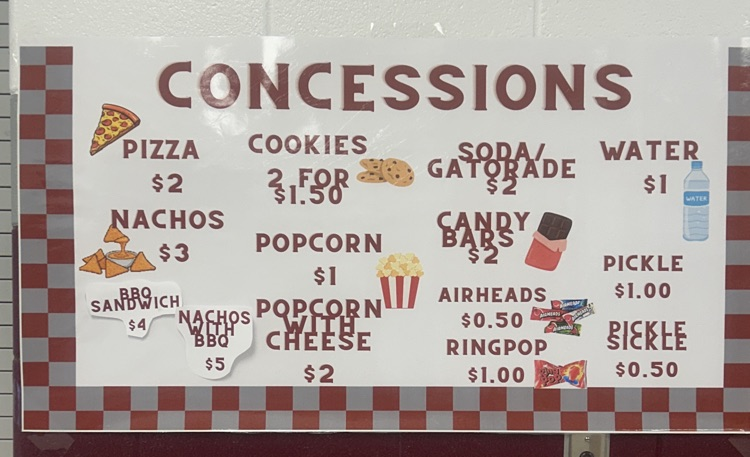 CONCESSIONS
PIZZA
$2
NACHOS
$3
BBQ
SANDWICH
$4
NACHOS
WITH
BBQ
$5
COOKIES
2 FOR
$1.50
POPCORN
$1
POPCORN
WITH
CHEESE
$2
SODA/
GATORADE
$2
CANDY
BARS
$2
AIRHEADS
$0.50
RINGPOP
$1.00
WATER
$1
WATER
PICKLE
$1.00
PICKLE
SICKLE
$0.50